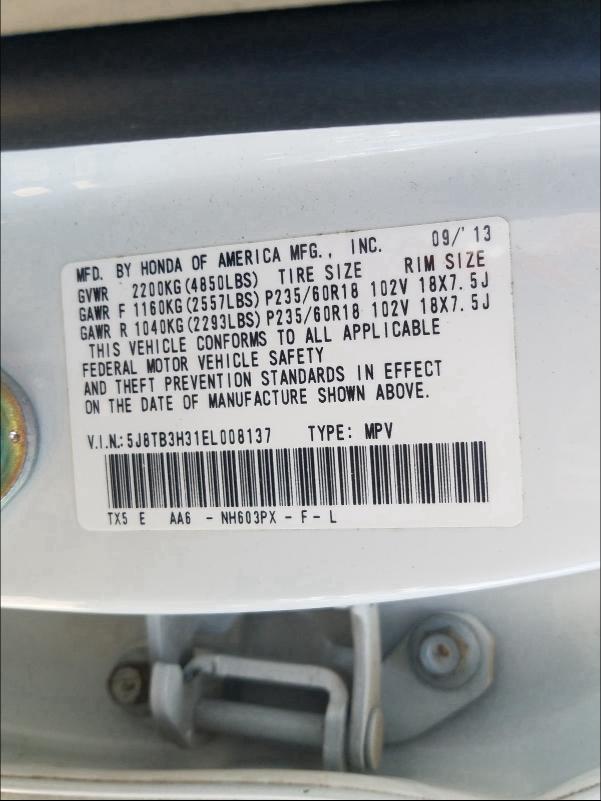 MFD. BY HONDA OF AMERICA MFG., INC. 09/'13
GVWR 2200KG(4850LBS) TIRE SIZE RIM SIZE
GAWR F 1160KG(2557LBS) P235/60R18 102V 18X7.5J
GAWR R 1040KG(2293LBS) P235/60R18 102V 18X7.5J
THIS VEHICLE CONFORMS TO ALL APPLICABLE
FEDERAL MOTOR VEHICLE SAFETY
AND THEFT PREVENTION STANDARDS IN EFFECT
ON THE DATE OF MANUFACTURE SHOWN ABOVE.
V.I.N.: 5J8TB3H31EL008137 TYPE: MPV
TX5 E AA6 - NH603PX - F - L